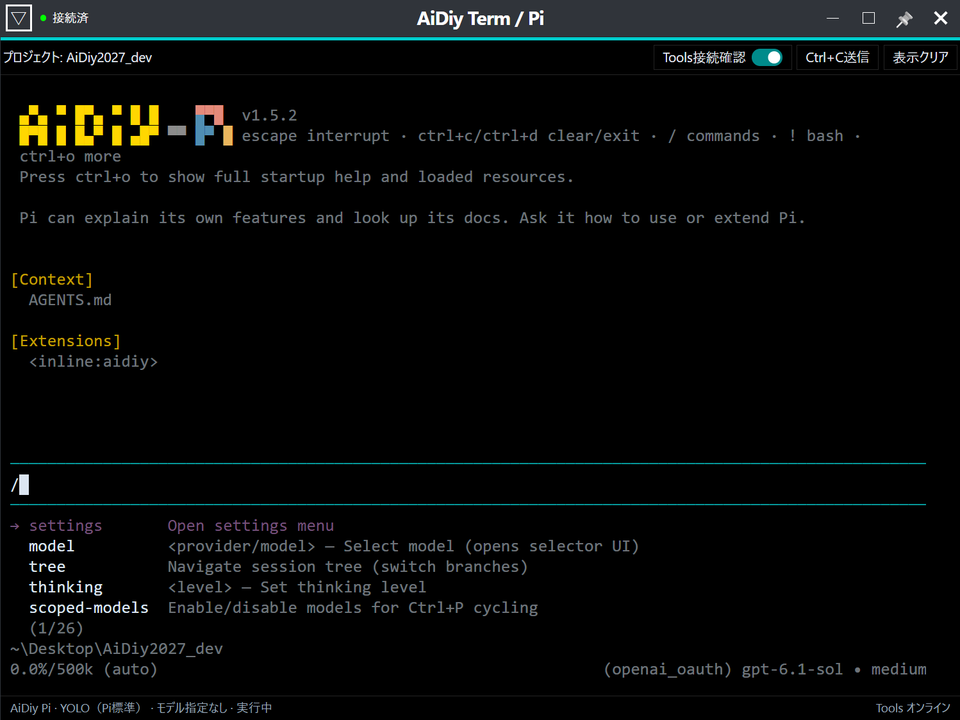 接続済
AiDiy Term / Pi
プロジェクト: AiDiy2027_dev
Tools接続確認
Ctrl+C送信
表示クリア
AiDiy-Pi v1.5.2
escape interrupt · ctrl+c/ctrl+d clear/exit · / commands · ! bash ·
ctrl+o more
Press ctrl+o to show full startup help and loaded resources.
Pi can explain its own features and look up its docs. Ask it how to use or extend Pi.
[Context]
AGENTS.md
[Extensions]
<inline:aidiy>
/
→ settings Open settings menu
model <provider/model> — Select model (opens selector UI)
tree Navigate session tree (switch branches)
thinking <level> — Set thinking level
scoped-models Enable/disable models for Ctrl+P cycling
(1/26)
~\Desktop\AiDiy2027_dev
0.0%/500k (auto) (openai_oauth) gpt-6.1-sol • medium
AiDiy Pi · YOLO（Pi標準） · モデル指定なし · 実行中
Tools オンライン